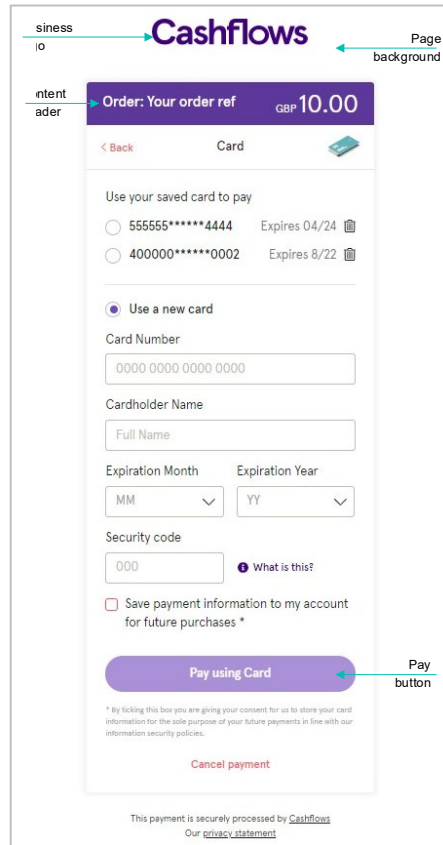 Cashflows
Page
background
Order: Your order ref GBP 10.00
< Back Card
Use your saved card to pay
555555******4444 Expires 04/24
400000******0002 Expires 8/22
Use a new card
Card Number
0000 0000 0000 0000
Cardholder Name
Full Name
Expiration Month Expiration Year
MM YY
Security code
000 What is this?
Save payment information to my account
for future purchases *
Pay using Card
Pay
button
* By ticking this box you are giving your consent for us to store your card
information for the sole purpose of your future payments in line with our
information security policies.
Cancel payment
This payment is securely processed by Cashflows
Our privacy statement